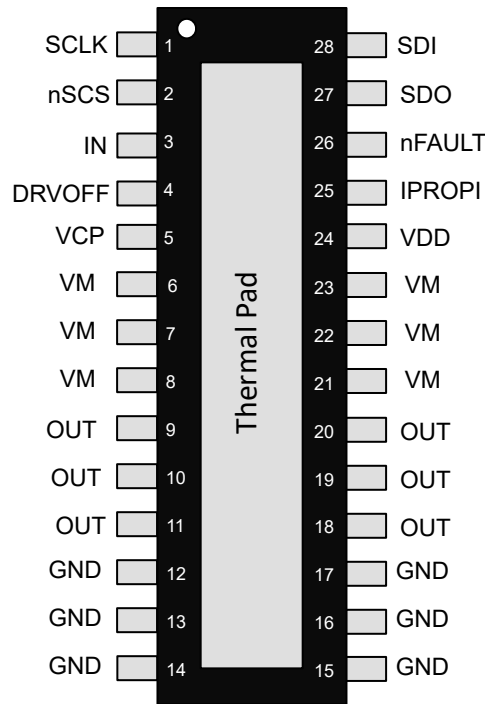 SCLK 1 28 SDI
nSCS 2 27 SDO
IN 3 26 nFAULT
DRVOFF 4 25 IPROPI
VCP 5 24 VDD
VM 6 23 VM
VM 7 22 VM
VM 8 21 VM
OUT 9 20 OUT
OUT 10 19 OUT
OUT 11 18 OUT
GND 12 17 GND
GND 13 16 GND
GND 14 15 GND
Thermal Pad